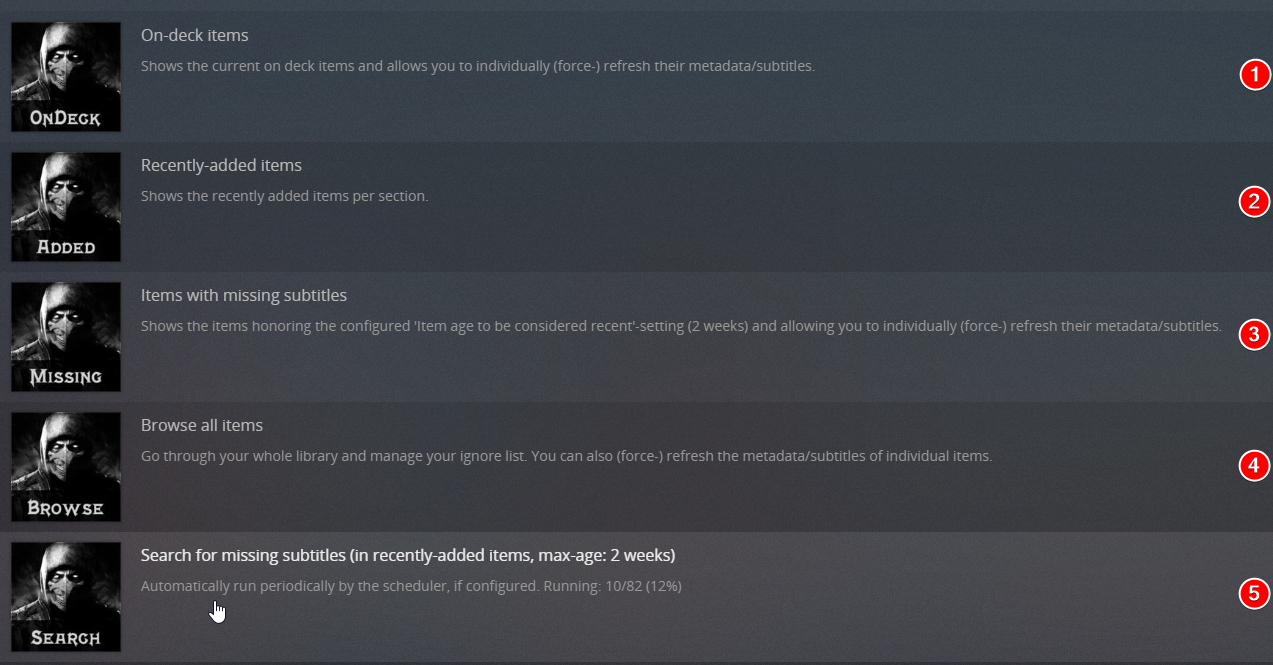 On-deck items
Shows the current on deck items and allows you to individually (force-) refresh their metadata/subtitles.
1
OnDeck
Recently-added items
Shows the recently added items per section.
2
Added
Items with missing subtitles
Shows the items honoring the configured 'Item age to be considered recent'-setting (2 weeks) and allowing you to individually (force-) refresh their metadata/subtitles.
3
Missing
Browse all items
Go through your whole library and manage your ignore list. You can also (force-) refresh the metadata/subtitles of individual items.
4
Browse
Search for missing subtitles (in recently-added items, max-age: 2 weeks)
Automatically run periodically by the scheduler, if configured. Running: 10/82 (12%)
5
Search